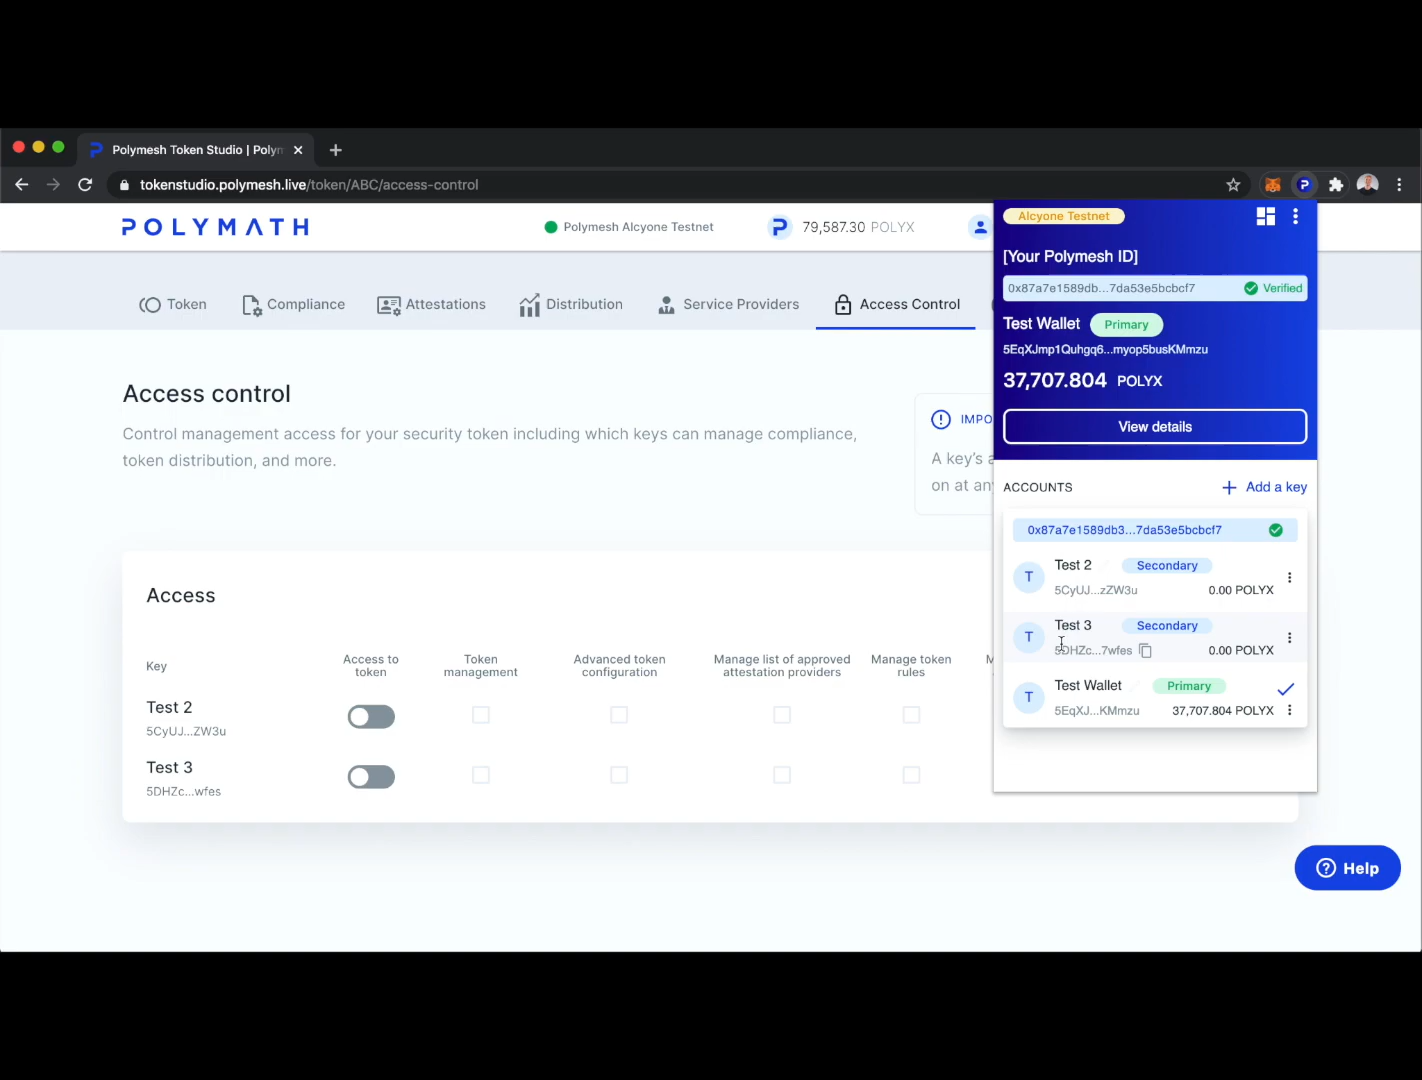 Polymesh Token Studio | Polyn
tokenstudio.polymesh.live/token/ABC/access-control
POLYMATH
Polymesh Alcyone Testnet
79,587.30 POLYX
Token
Compliance
Attestations
Distribution
Service Providers
Access Control
Access control
Control management access for your security token including which keys can manage compliance,
token distribution, and more.
IMPO
A key's a
on at an
Access
Key
Access to
token
Token
management
Advanced token
configuration
Manage list of approved
attestation providers
Manage token
rules
M
Test 2
5CyUJ...ZW3u
Test 3
5DHZc...wfes
Alcyone Testnet
[Your Polymesh ID]
0x87a7e1589db...7da53e5bcbcf7
Verified
Test Wallet
Primary
5EqXJmp1Quhgq6...myop5busKMmzu
37,707.804 POLYX
View details
ACCOUNTS
Add a key
0x87a7e1589db3...7da53e5bcbcf7
T
Test 2
Secondary
5CyUJ...zZW3u
0.00 POLYX
T
Test 3
Secondary
5DHZc...7wfes
0.00 POLYX
T
Test Wallet
Primary
5EqXJ...KMmzu
37,707.804 POLYX
Help